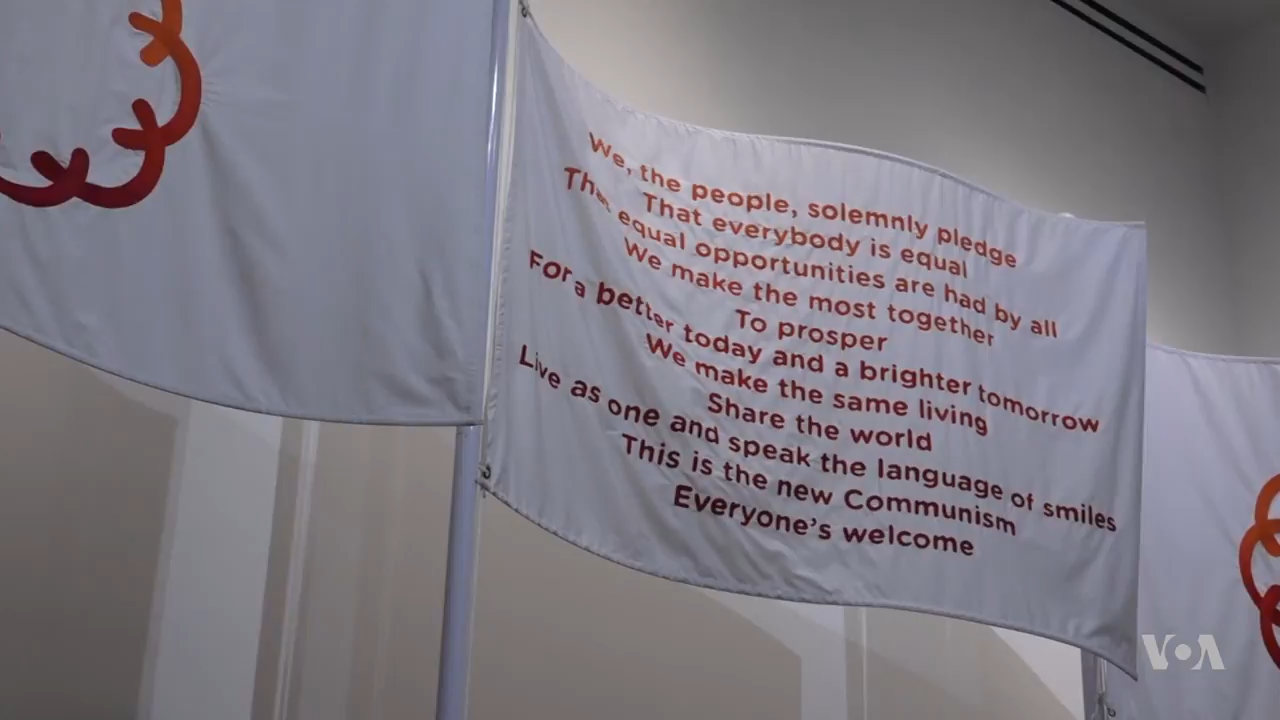 We, the people, solemnly pledge
That everybody is equal
That equal opportunities are had by all
We make the most together
To prosper
For a better today and a brighter tomorrow
We make the same living
Share the world
Live as one and speak the language of smiles
This is the new Communism
Everyone's welcome
VOA